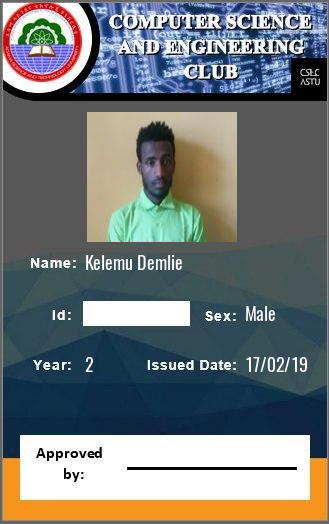 COMPUTER SCIENCE
AND ENGINEERING
CLUB
CSEC
ASTU
Name: Kelemu Demlie
Id: Sex: Male
Year: 2 Issued Date: 17/02/19
Approved
by: